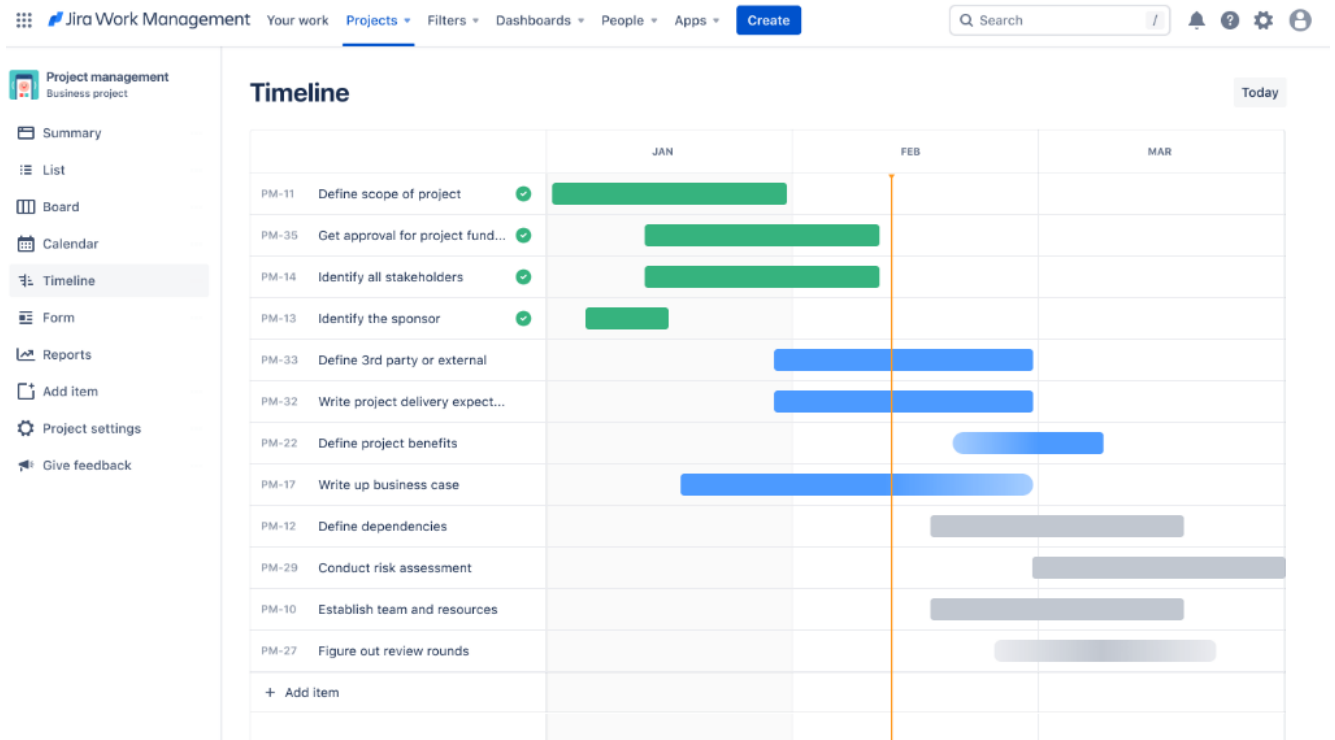 Jira Work Management Your work Projects Filters Dashboards People Apps Create Search /
Project management
Business project
Summary
List
Board
Calendar
Timeline
Form
Reports
Add item
Project settings
Give feedback
Timeline
Today
JAN FEB MAR
PM-11 Define scope of project
PM-35 Get approval for project fund...
PM-14 Identify all stakeholders
PM-13 Identify the sponsor
PM-33 Define 3rd party or external
PM-32 Write project delivery expect...
PM-22 Define project benefits
PM-17 Write up business case
PM-12 Define dependencies
PM-29 Conduct risk assessment
PM-10 Establish team and resources
PM-27 Figure out review rounds
+ Add item